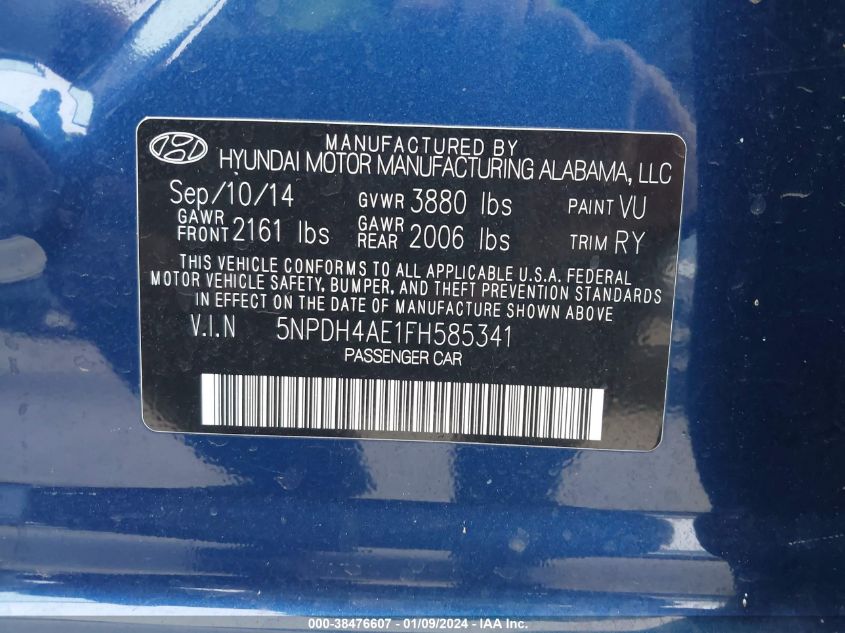 MANUFACTURED BY
HYUNDAI MOTOR MANUFACTURING ALABAMA, LLC
Sep/10/14 GVWR 3880 lbs PAINT VU
GAWR FRONT 2161 lbs GAWR REAR 2006 lbs TRIM RY
THIS VEHICLE CONFORMS TO ALL APPLICABLE U.S.A. FEDERAL
MOTOR VEHICLE SAFETY, BUMPER, AND THEFT PREVENTION STANDARDS
IN EFFECT ON THE DATE OF MANUFACTURE SHOWN ABOVE
V.I.N 5NPDH4AE1FH585341
PASSENGER CAR
000-38476607 - 01/09/2024 - IAA Inc.